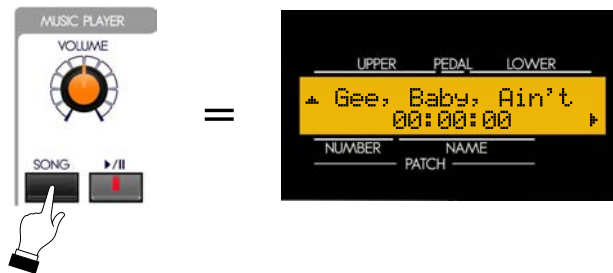 MUSIC PLAYER
VOLUME
SONG ▶/II
=
UPPER PEDAL LOWER
Gee, Baby, Ain't
00:00:00
NUMBER NAME
PATCH